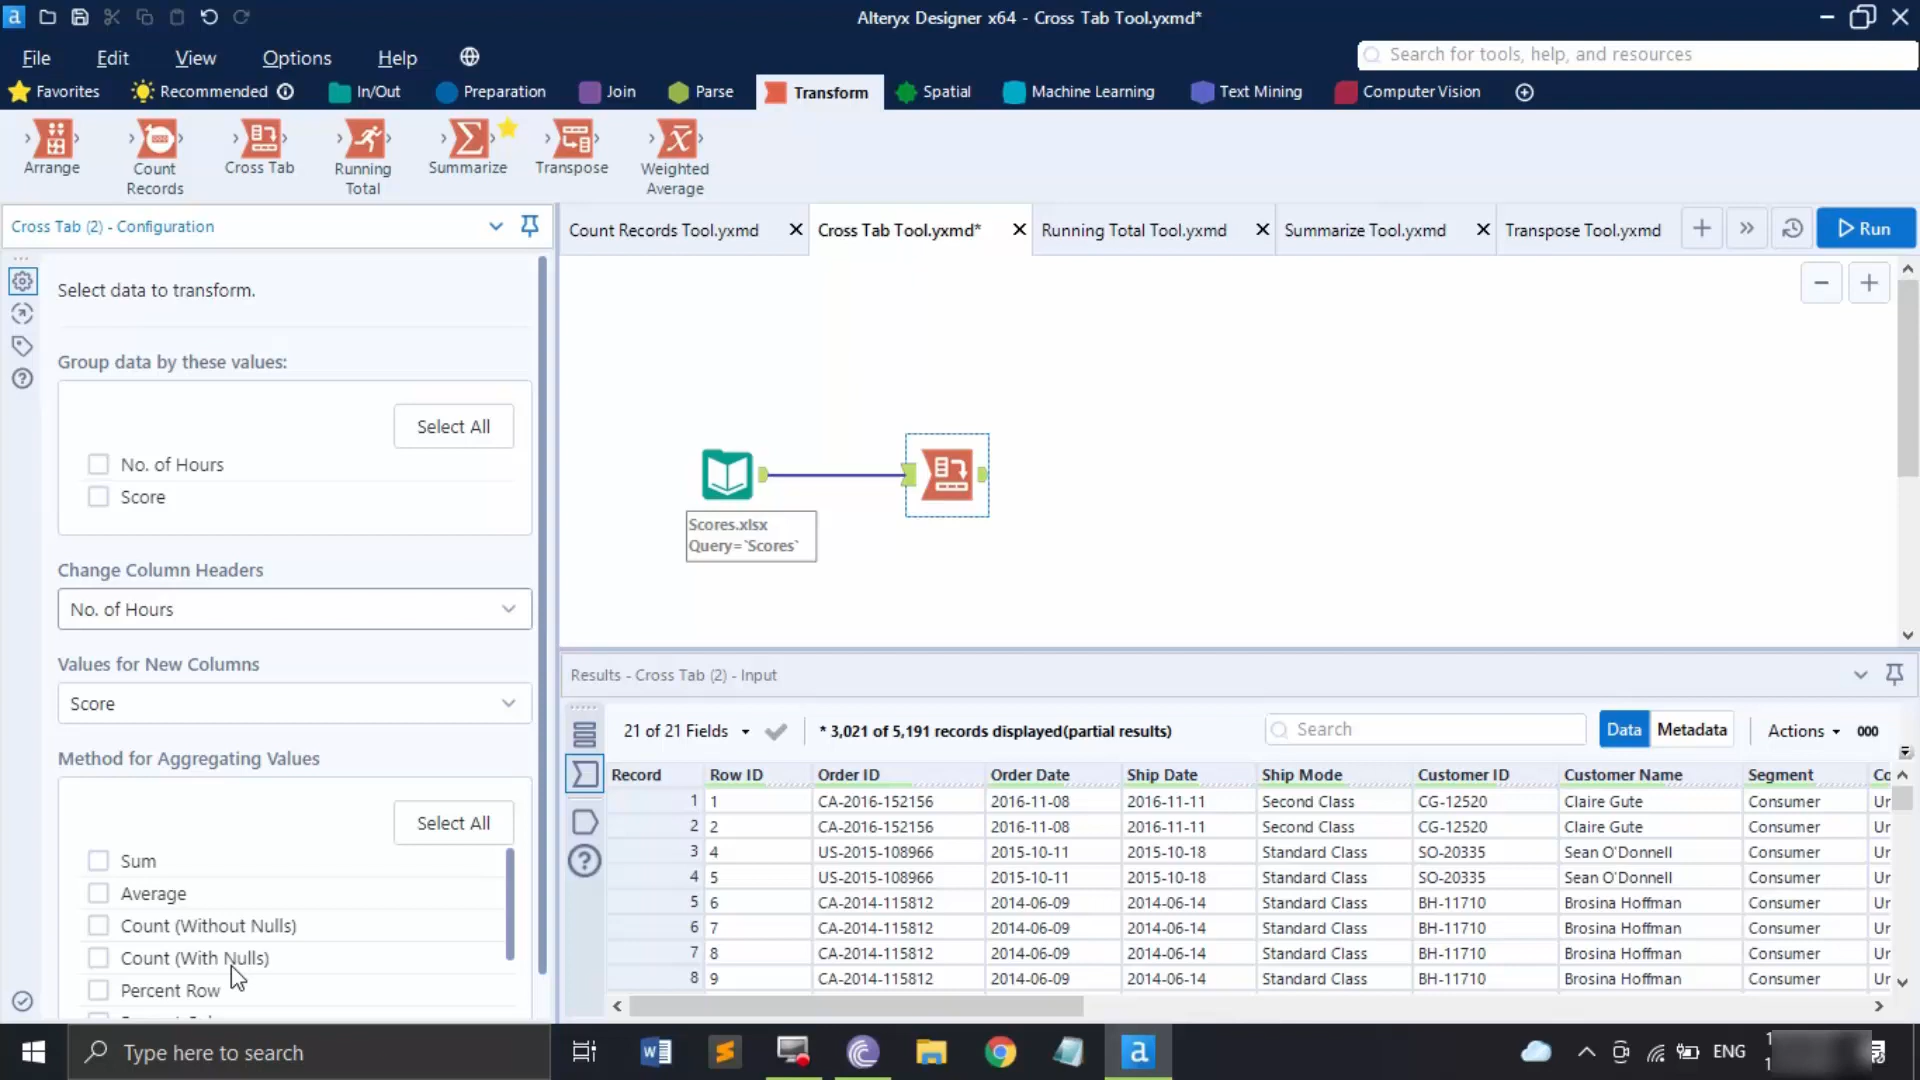 Alteryx Designer x64 - Cross Tab Tool.yxmd*
File Edit View Options Help
Search for tools, help, and resources
Favorites Recommended In/Out Preparation Join Parse Transform Spatial Machine Learning Text Mining Computer Vision
Arrange
Count Records
Cross Tab
Running Total
Summarize
Transpose
Weighted Average
Cross Tab (2) - Configuration
Select data to transform.
Group data by these values:
Select All
No. of Hours
Score
Change Column Headers
No. of Hours
Values for New Columns
Score
Method for Aggregating Values
Select All
Sum
Average
Count (Without Nulls)
Count (With Nulls)
Percent Row
Count Records Tool.yxmd Cross Tab Tool.yxmd* Running Total Tool.yxmd Summarize Tool.yxmd Transpose Tool.yxmd Run
Scores.xlsx
Query=`Scores`
Results - Cross Tab (2) - Input
21 of 21 Fields * 3,021 of 5,191 records displayed(partial results) Search Data Metadata Actions 000
Record Row ID Order ID Order Date Ship Date Ship Mode Customer ID Customer Name Segment Co
1 1 CA-2016-152156 2016-11-08 2016-11-11 Second Class CG-12520 Claire Gute Consumer Ur
2 2 CA-2016-152156 2016-11-08 2016-11-11 Second Class CG-12520 Claire Gute Consumer Ur
3 4 US-2015-108966 2015-10-11 2015-10-18 Standard Class SO-20335 Sean O'Donnell Consumer Ur
4 5 US-2015-108966 2015-10-11 2015-10-18 Standard Class SO-20335 Sean O'Donnell Consumer Ur
5 6 CA-2014-115812 2014-06-09 2014-06-14 Standard Class BH-11710 Brosina Hoffman Consumer Ur
6 7 CA-2014-115812 2014-06-09 2014-06-14 Standard Class BH-11710 Brosina Hoffman Consumer Ur
7 8 CA-2014-115812 2014-06-09 2014-06-14 Standard Class BH-11710 Brosina Hoffman Consumer Ur
8 9 CA-2014-115812 2014-06-09 2014-06-14 Standard Class BH-11710 Brosina Hoffman Consumer Ur
Type here to search
ENG